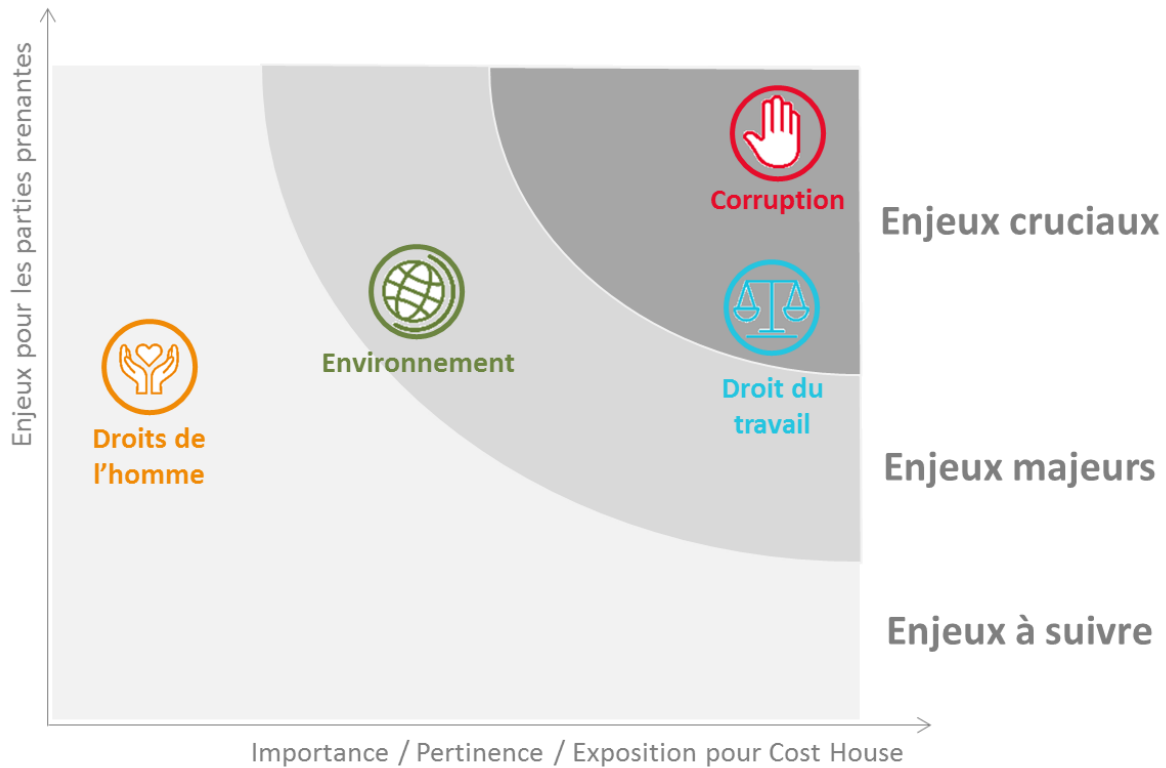 Enjeux pour les parties prenantes
Corruption
Enjeux cruciaux
Environnement
Droit du
travail
Droits de
l’homme
Enjeux majeurs
Enjeux à suivre
Importance / Pertinence / Exposition pour Cost House